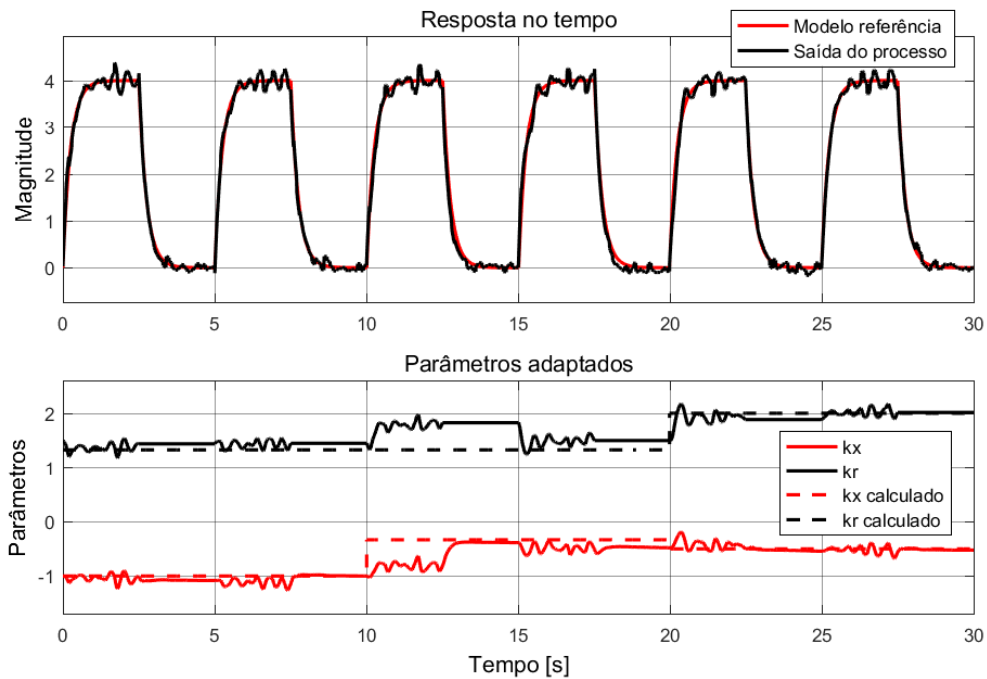 Resposta no tempo
Modelo referência
Saída do processo
Magnitude
4
3
2
1
0
0 5 10 15 20 25 30
Parâmetros adaptados
Parâmetros
2
1
0
-1
kx
kr
kx calculado
kr calculado
0 5 10 15 20 25 30
Tempo [s]